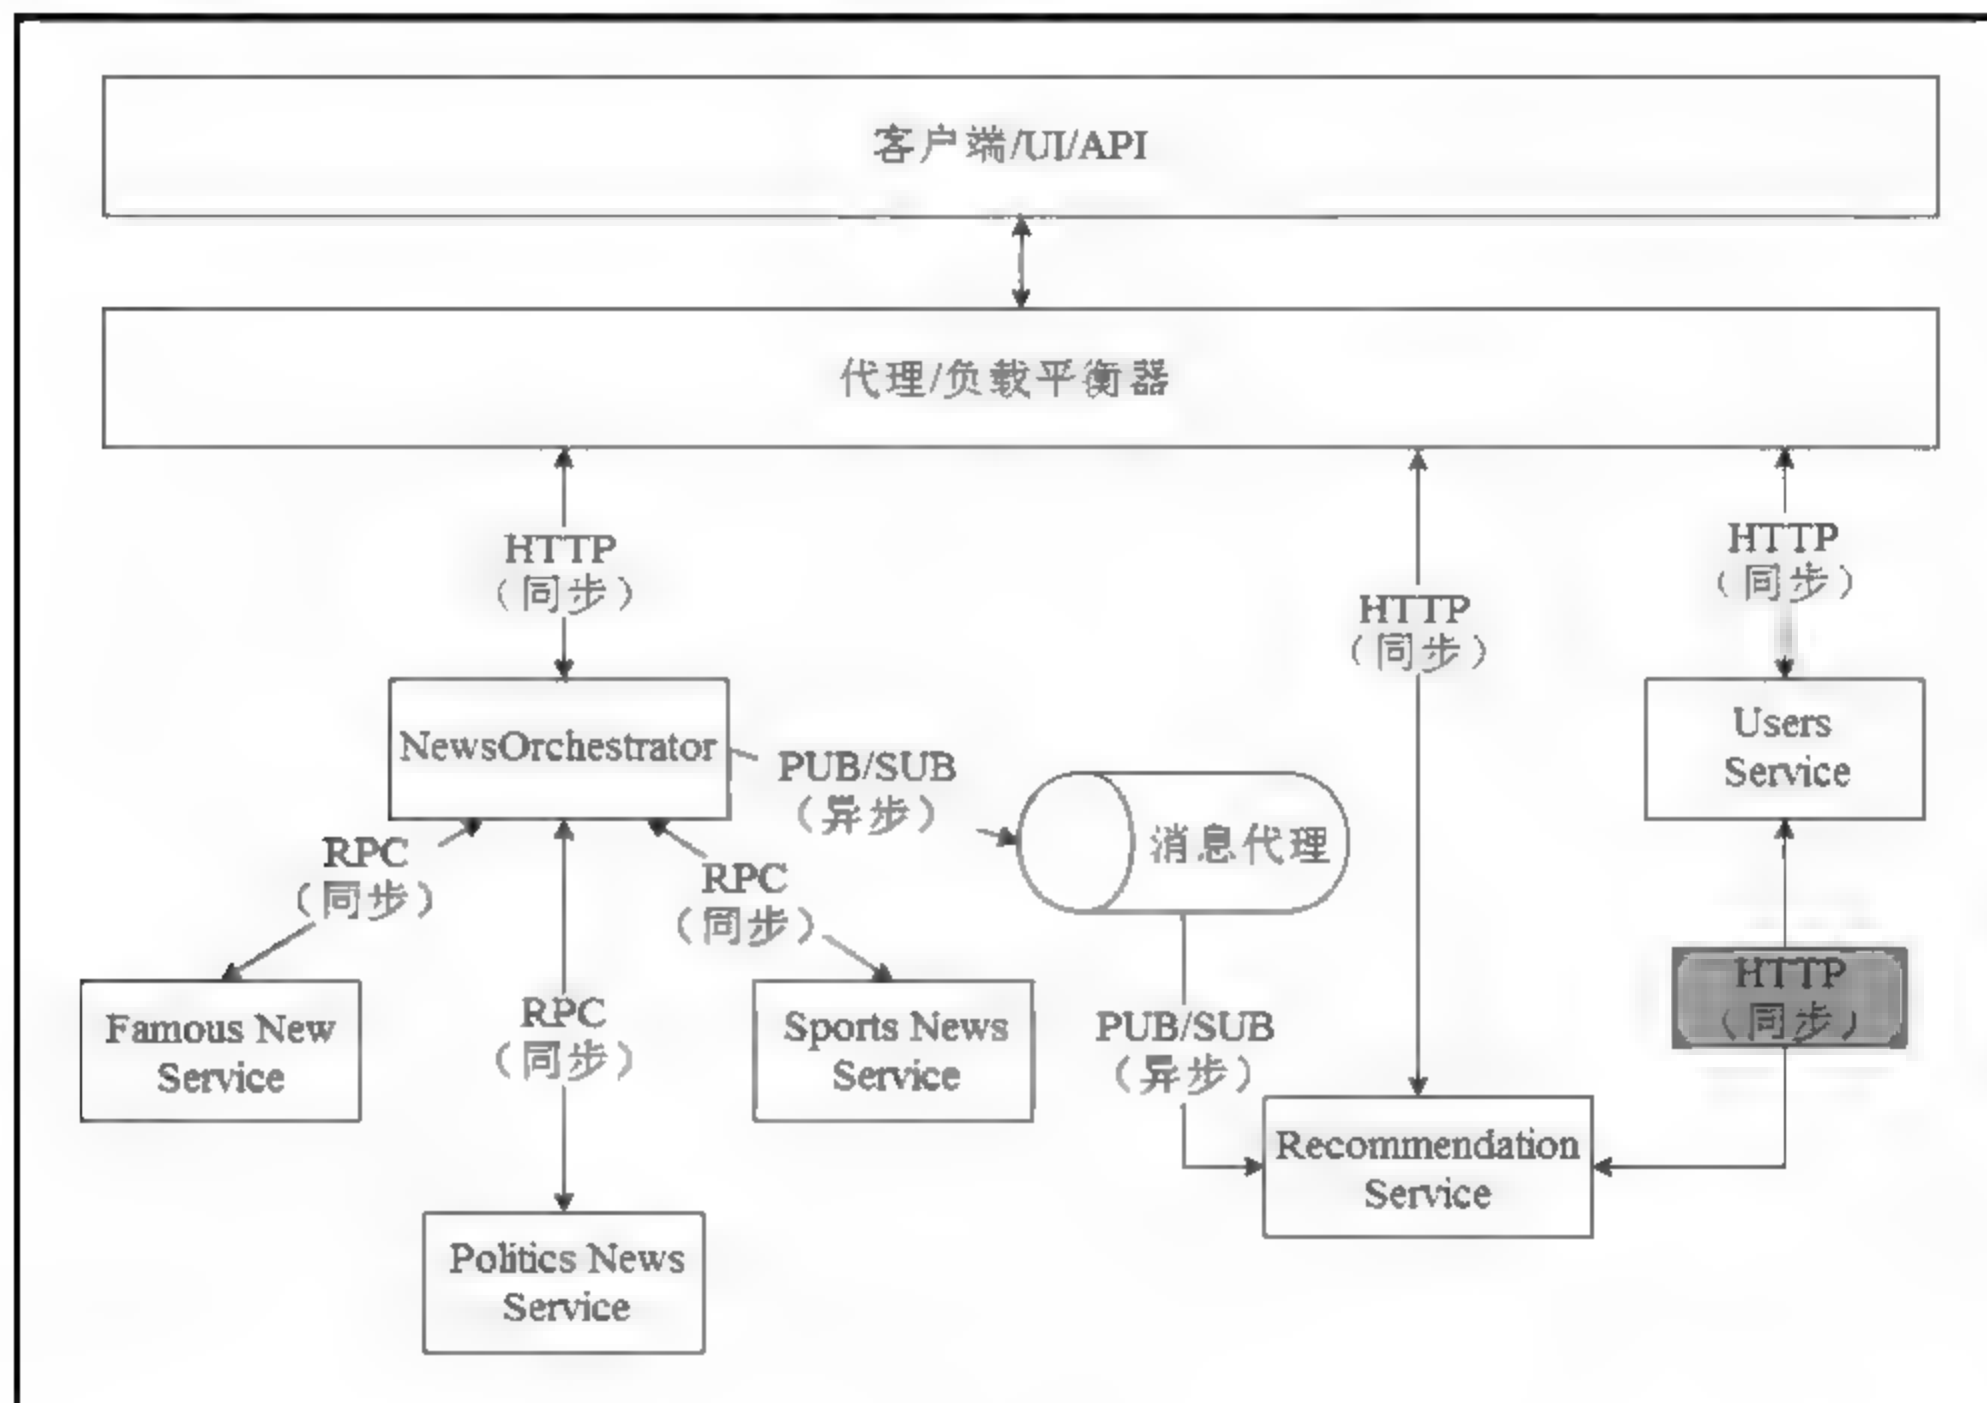 客户端/UI/API
代理/负载平衡器
HTTP
（同步）
HTTP
（同步）
HTTP
（同步）
NewsOrchestrator
PUB/SUB
（异步）
消息代理
Users
Service
RPC
（同步）
RPC
（同步）
RPC
（同步）
HTTP
（同步）
Famous New
Service
Sports News
Service
PUB/SUB
（异步）
Recommendation
Service
Politics News
Service